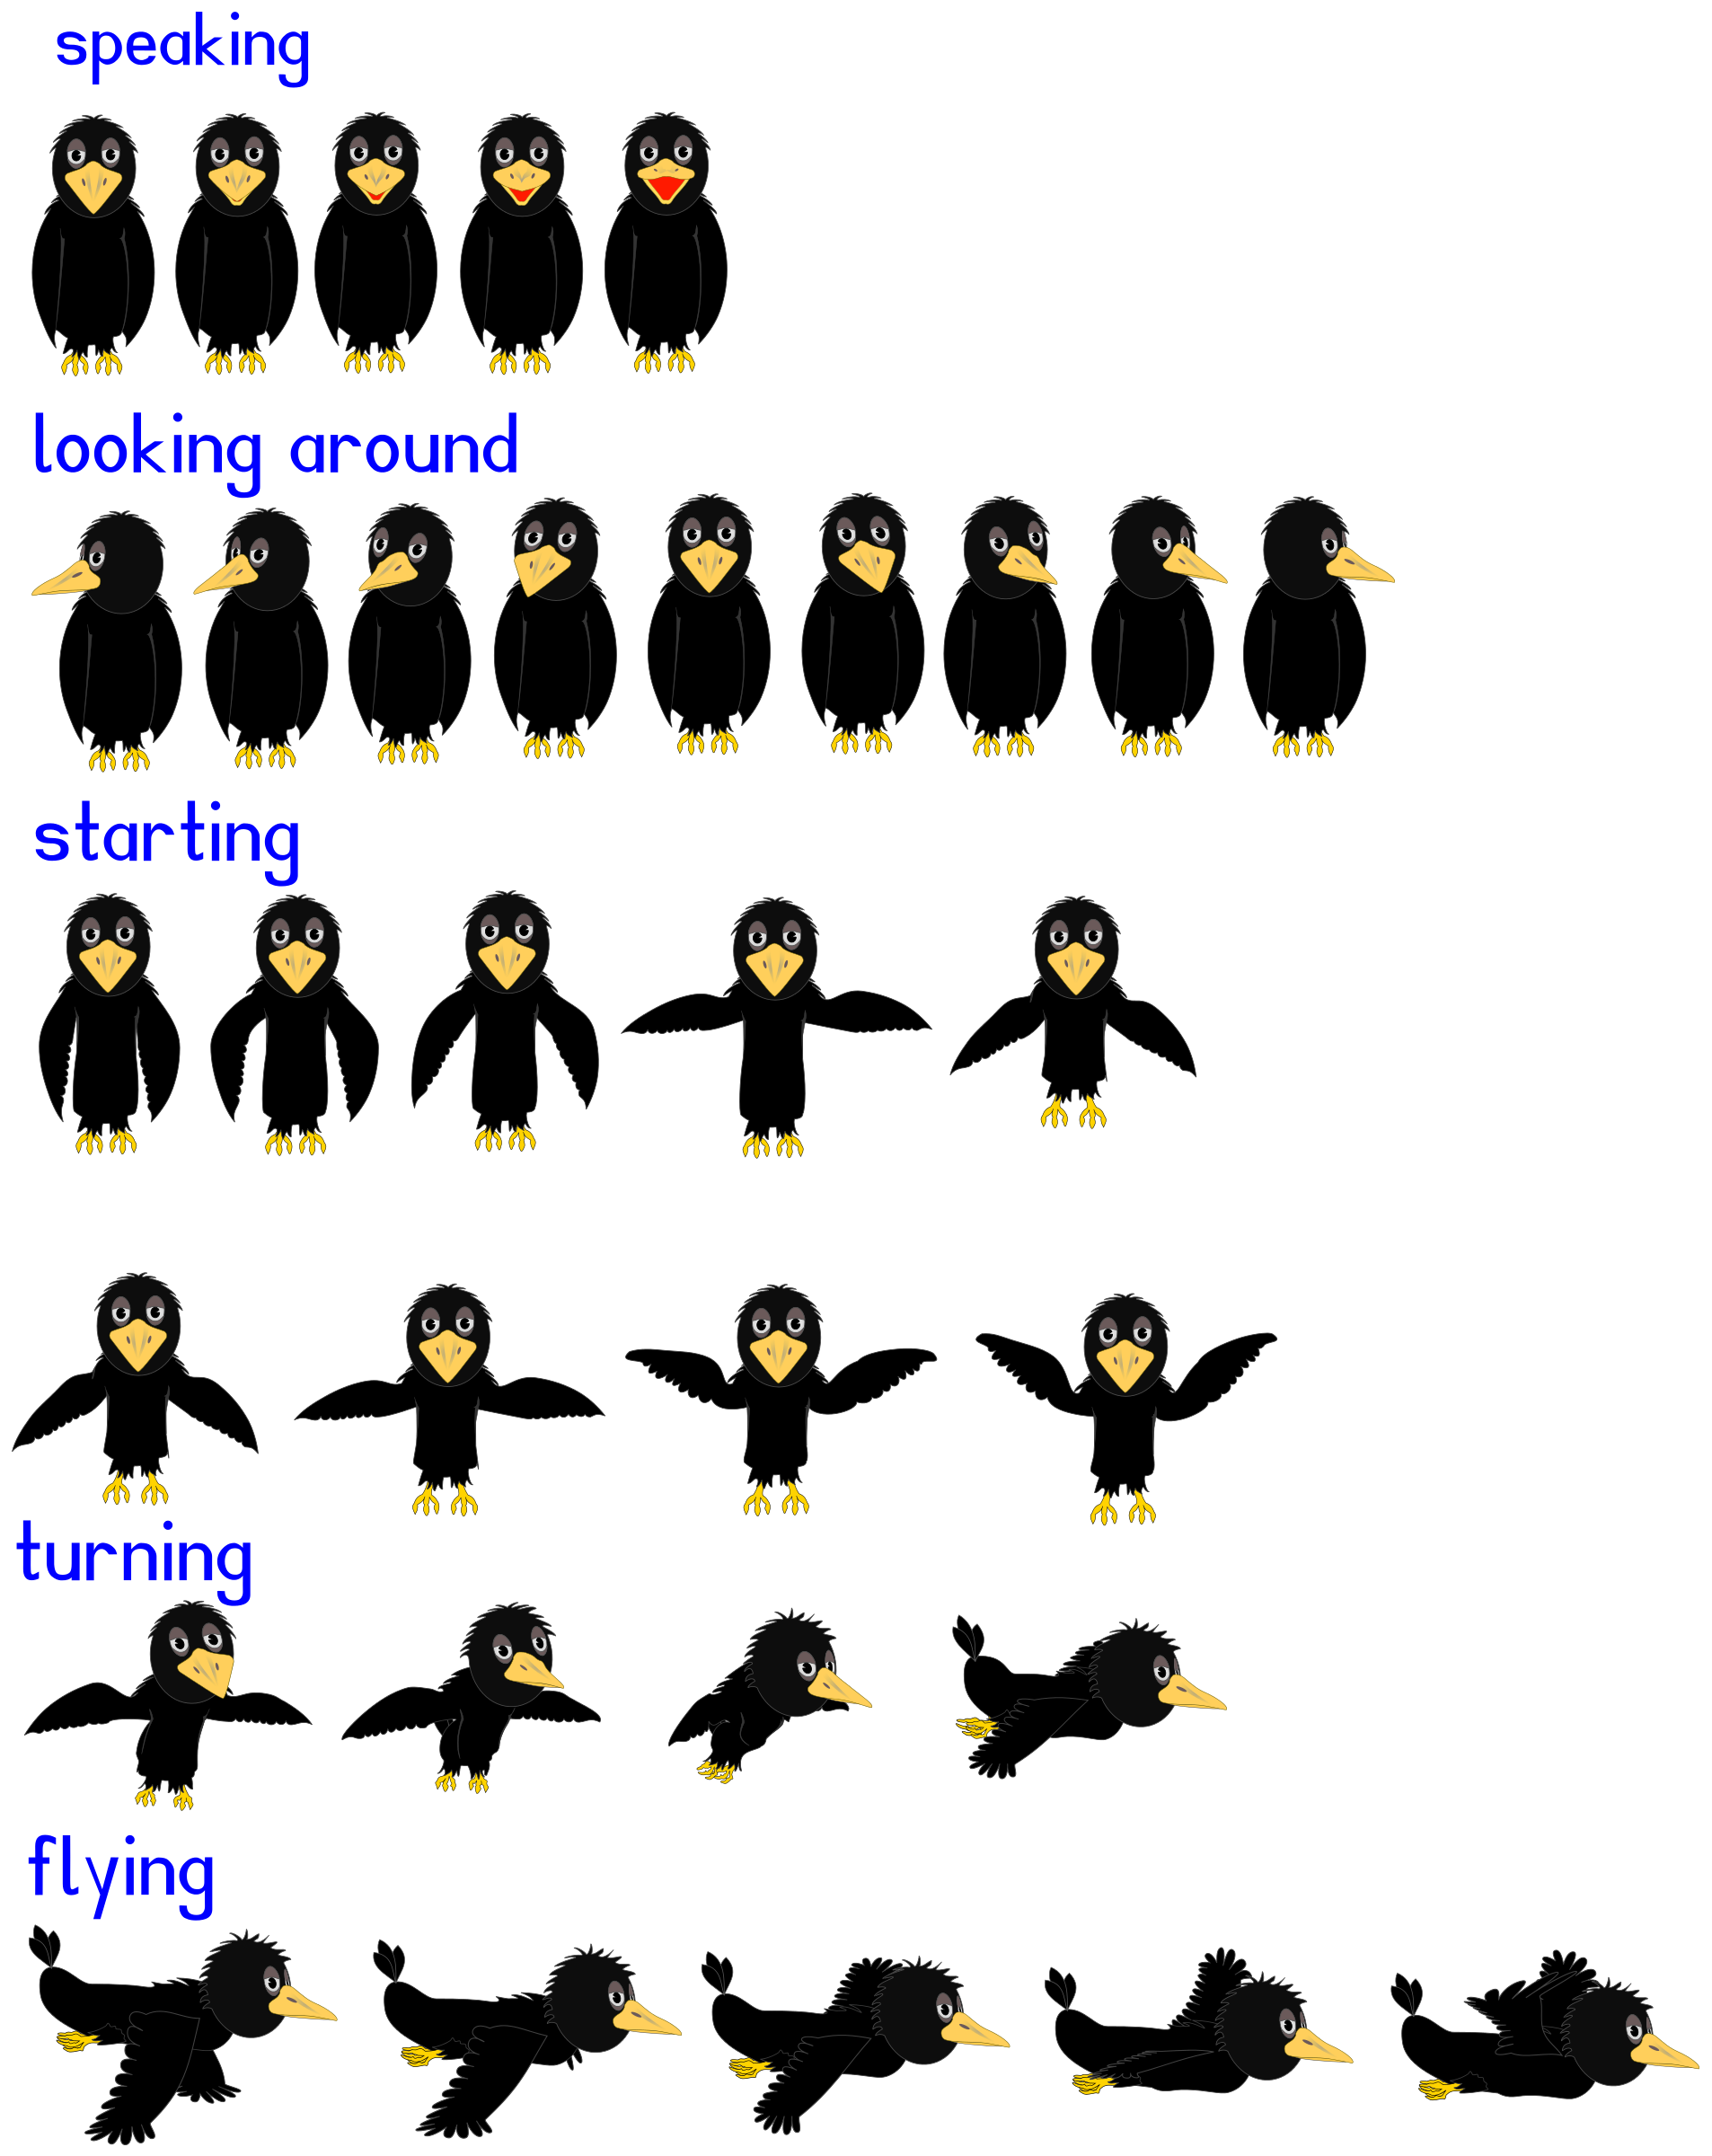 speaking
looking around
starting
turning
flying